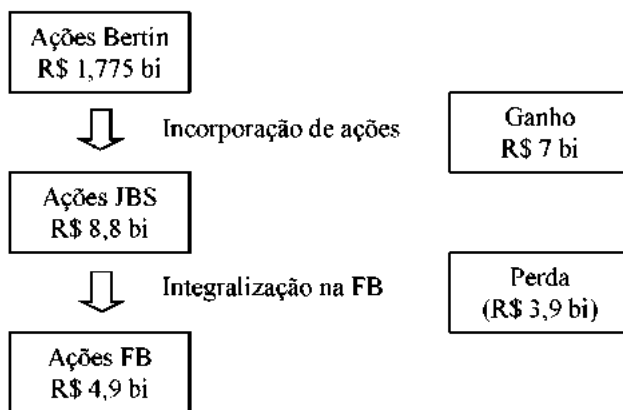 Ações Bertin
R$ 1,775 bi
Incorporação de ações
Ganho
R$ 7 bi
Ações JBS
R$ 8,8 bi
Integralização na FB
Perda
(R$ 3,9 bi)
Ações FB
R$ 4,9 bi